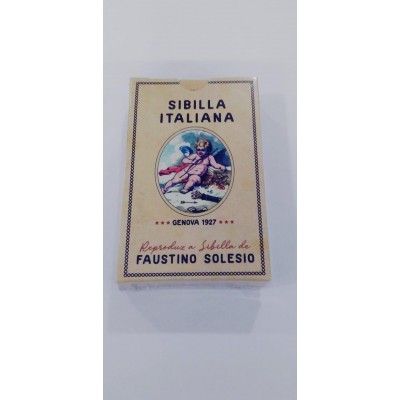 SIBILLA
ITALIANA
*** GENOVA 1927 ***
Reproduz a Sibilla de
FAUSTINO SOLESIO